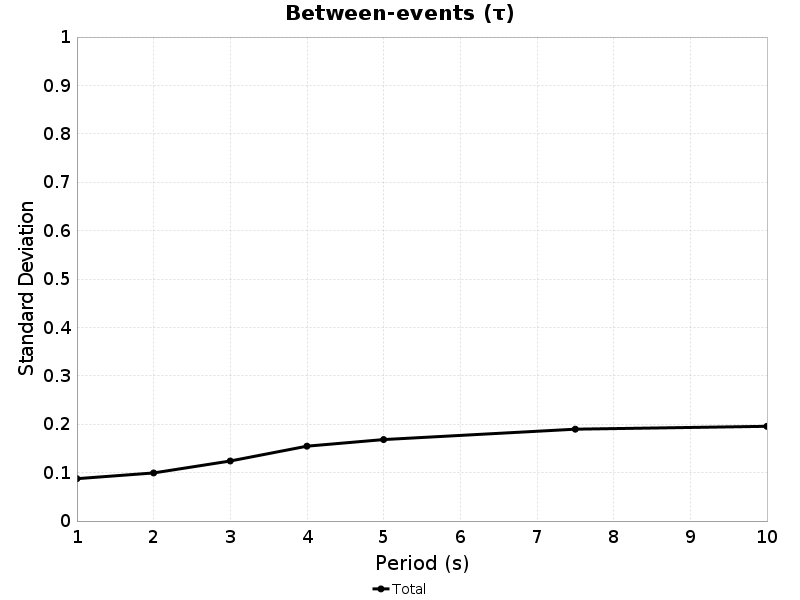 Between-events (τ)
1
0.9
0.8
0.7
0.6
0.5
0.4
0.3
0.2
0.1
0
Standard Deviation
1 2 3 4 5 6 7 8 9 10
Period (s)
Total